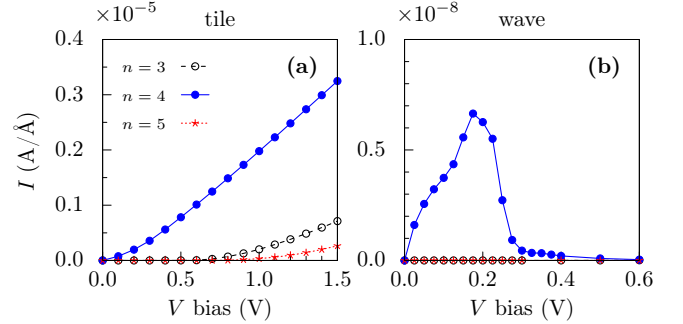 ×10⁻⁵ tile
×10⁻⁸ wave
0.4
0.3
0.2
0.1
0.0
I (A/Å)
(a)
n = 3
n = 4
n = 5
0.0 0.5 1.0 1.5
V bias (V)
1.0
0.5
0.0
(b)
0.0 0.2 0.4 0.6
V bias (V)